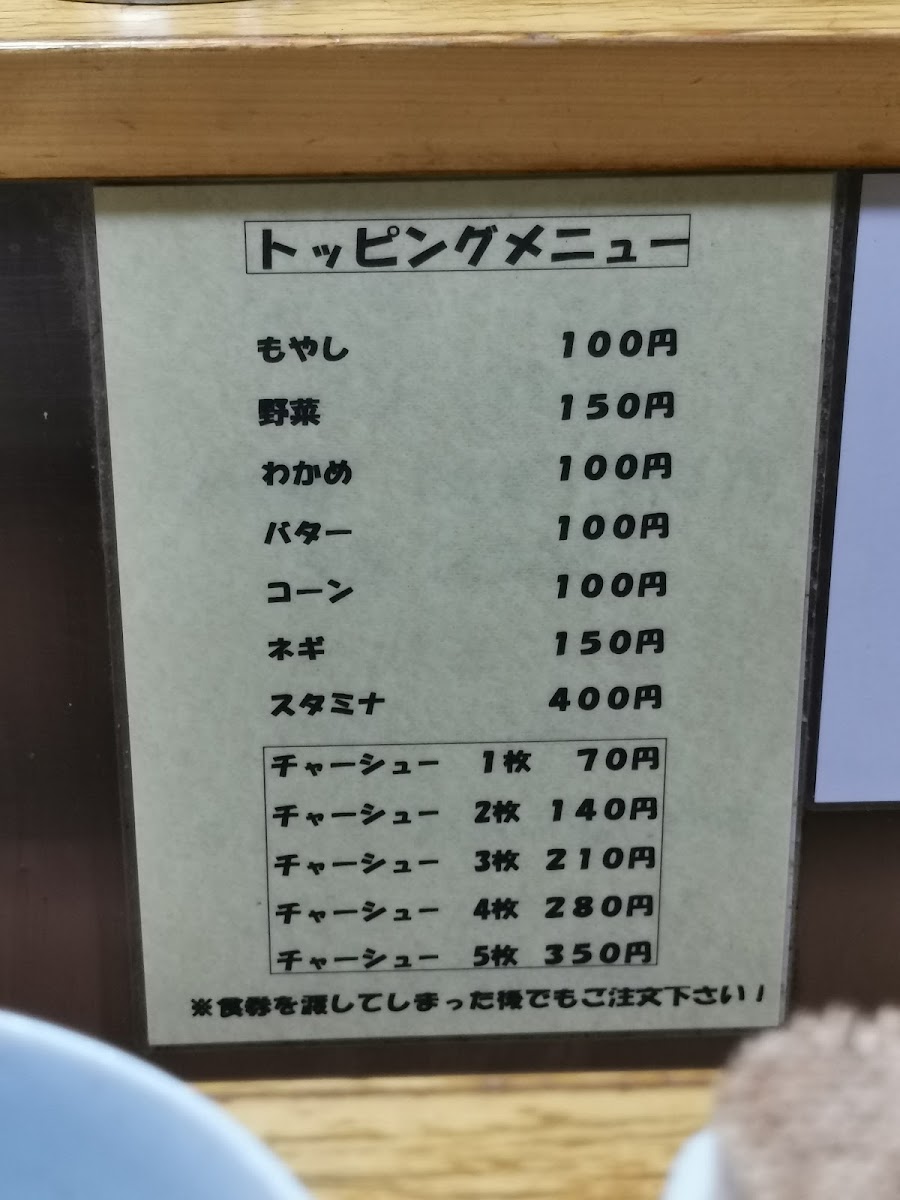 トッピングメニュー
もやし 100円
野菜 150円
わかめ 100円
バター 100円
コーン 100円
ネギ 150円
スタミナ 400円
チャーシュー 1枚 70円
チャーシュー 2枚 140円
チャーシュー 3枚 210円
チャーシュー 4枚 280円
チャーシュー 5枚 350円
※食券を渡してしまった後でもご注文下さい！